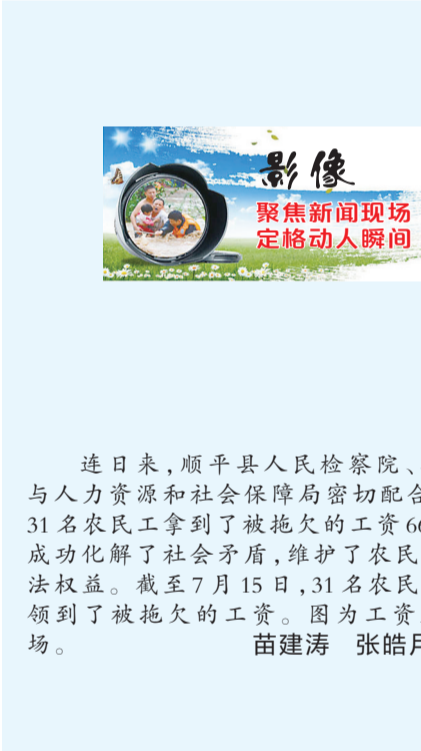 影像
聚焦新闻现场
定格动人瞬间
连日来，顺平县人民检察院、
与人力资源和社会保障局密切配合
31名农民工拿到了被拖欠的工资6
成功化解了社会矛盾，维护了农民
法权益。截至7月15日，31名农民
领到了被拖欠的工资。图为工资
场。 苗建涛 张皓月